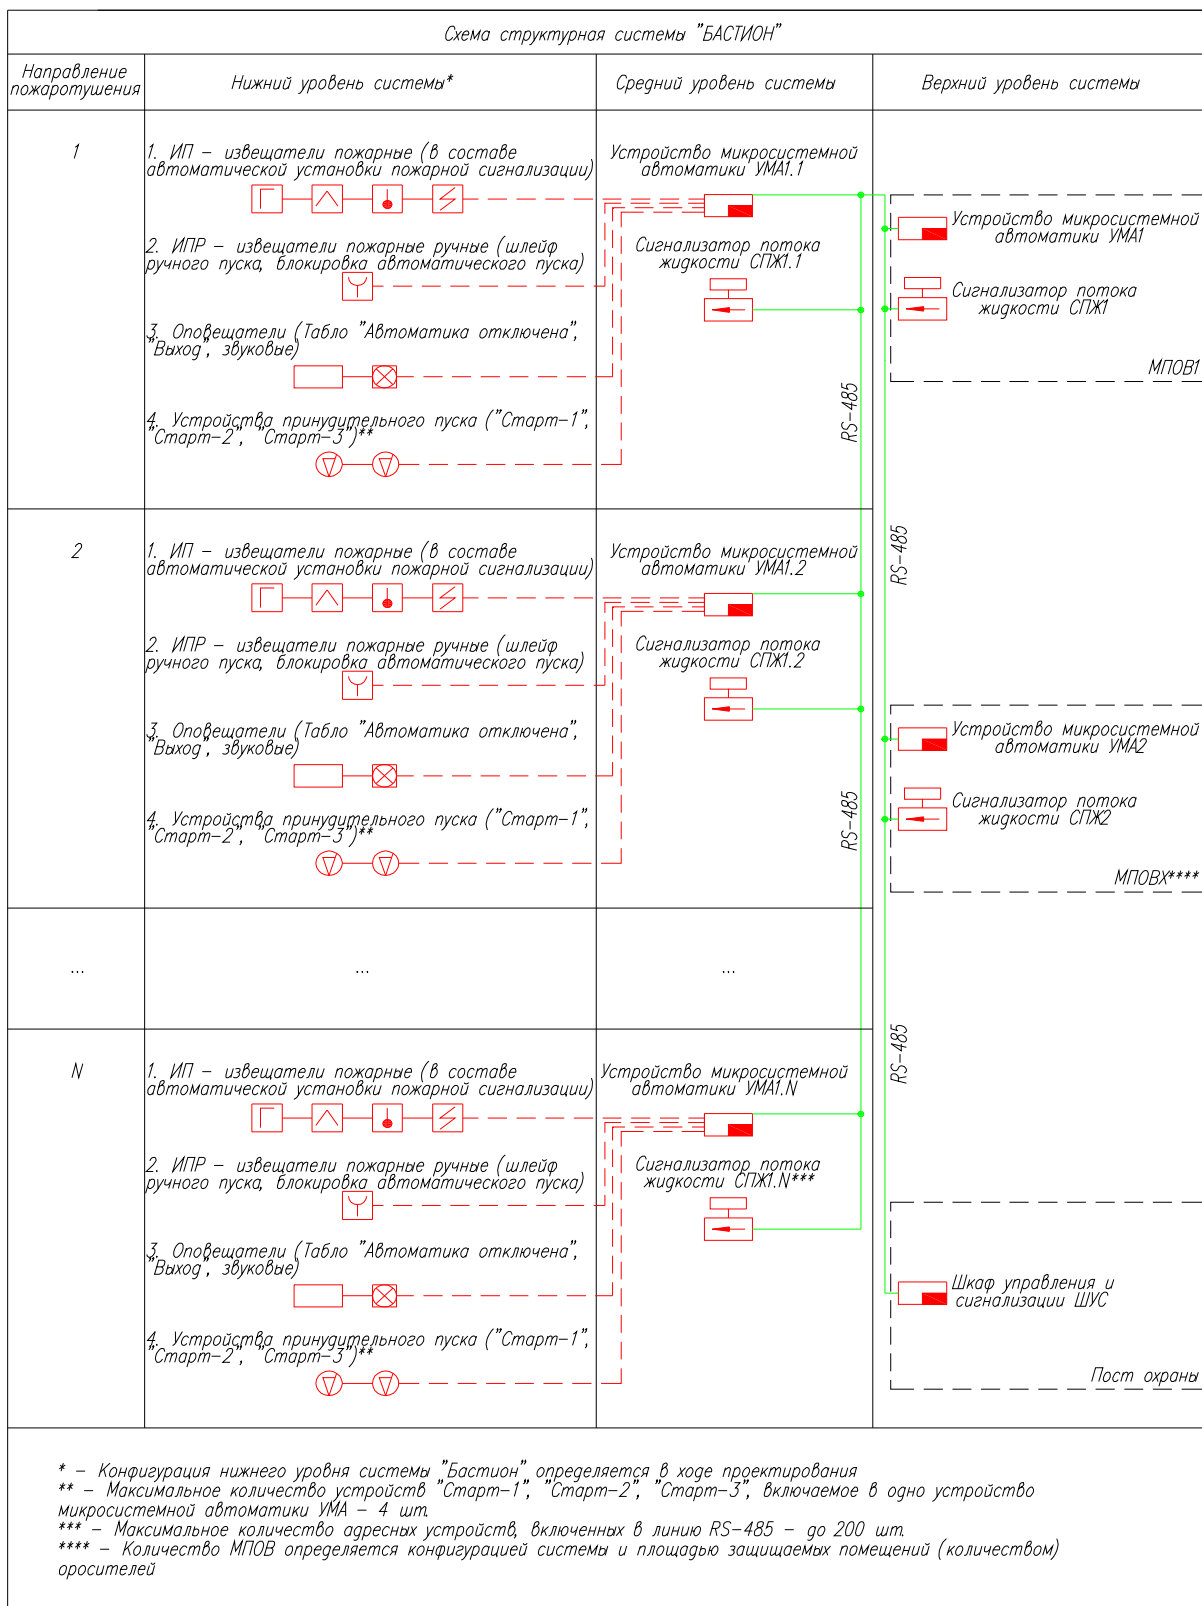 Схема структурная системы "БАСТИОН"
Направление
пожаротушения
Нижний уровень системы*
Средний уровень системы
Верхний уровень системы
1
1. ИП – извещатели пожарные (в составе
автоматической установки пожарной сигнализации)
2. ИПР – извещатели пожарные ручные (шлейф
ручного пуска, блокировка автоматического пуска)
3. Оповещатели (Табло "Автоматика отключена",
"Выход", звуковые)
4. Устройства принудительного пуска ("Старт-1",
"Старт-2", "Старт-3")**
Устройство микросистемной
автоматики УМА1.1
Сигнализатор потока
жидкости СПЖ1.1
RS-485
2
1. ИП – извещатели пожарные (в составе
автоматической установки пожарной сигнализации)
2. ИПР – извещатели пожарные ручные (шлейф
ручного пуска, блокировка автоматического пуска)
3. Оповещатели (Табло "Автоматика отключена",
"Выход", звуковые)
4. Устройства принудительного пуска ("Старт-1",
"Старт-2", "Старт-3")**
Устройство микросистемной
автоматики УМА1.2
Сигнализатор потока
жидкости СПЖ1.2
RS-485
...
...
...
N
1. ИП – извещатели пожарные (в составе
автоматической установки пожарной сигнализации)
2. ИПР – извещатели пожарные ручные (шлейф
ручного пуска, блокировка автоматического пуска)
3. Оповещатели (Табло "Автоматика отключена",
"Выход", звуковые)
4. Устройства принудительного пуска ("Старт-1",
"Старт-2", "Старт-3")**
Устройство микросистемной
автоматики УМА1.N
Сигнализатор потока
жидкости СПЖ1.N***
Устройство микросистемной
автоматики УМА1
Сигнализатор потока
жидкости СПЖ1
МПОВ1
RS-485
Устройство микросистемной
автоматики УМА2
Сигнализатор потока
жидкости СПЖ2
МПОВХ****
RS-485
Шкаф управления и
сигнализации ШУС
Пост охраны
* – Конфигурация нижнего уровня системы "Бастион" определяется в ходе проектирования
** – Максимальное количество устройств "Старт-1", "Старт-2", "Старт-3", включаемое в одно устройство
микросистемной автоматики УМА – 4 шт.
*** – Максимальное количество адресных устройств, включенных в линию RS-485 – до 200 шт.
**** – Количество МПОВ определяется конфигурацией системы и площадью защищаемых помещений (количеством)
оросителей